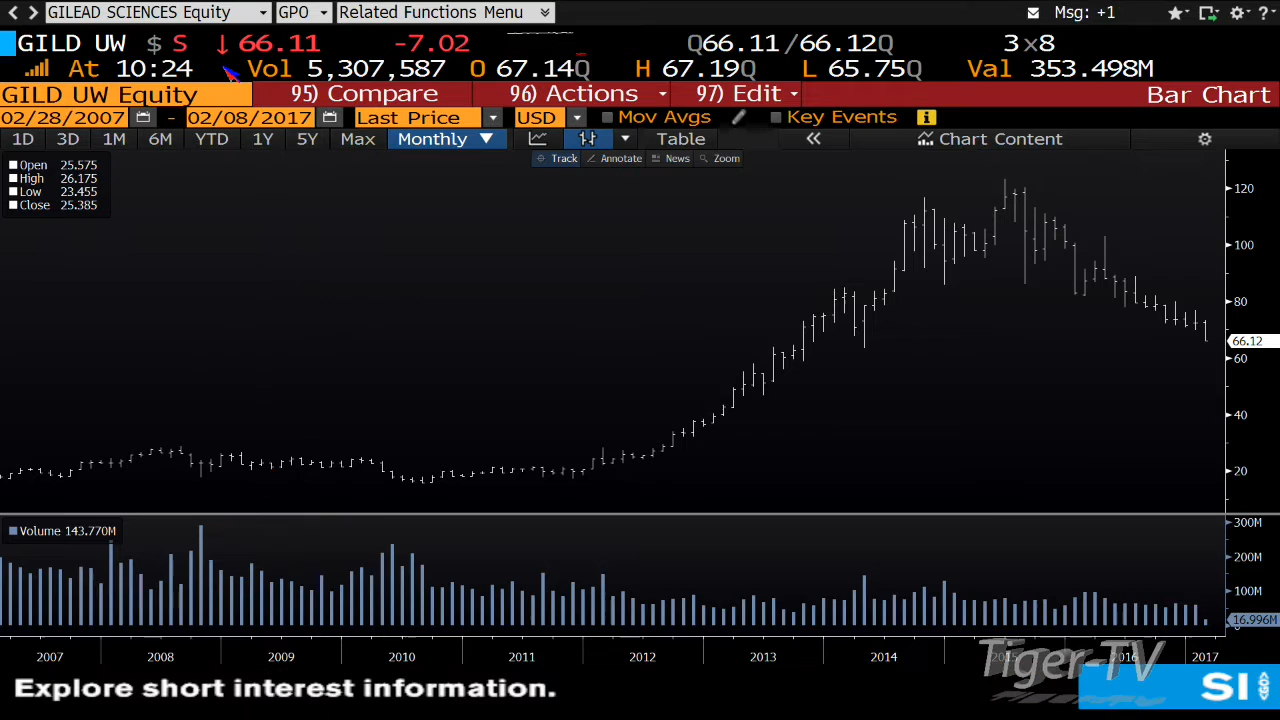 GILEAD SCIENCES Equity GPO Related Functions Menu Msg: +1
GILD UW $ S ↓66.11 -7.02 Q66.11/66.12Q 3x8
At 10:24 Vol 5,307,587 O 67.14Q H 67.19Q L 65.75Q Val 353.498M
GILD UW Equity 95) Compare 96) Actions 97) Edit Bar Chart
02/28/2007 - 02/08/2017 Last Price USD Mov Avgs Key Events
1D 3D 1M 6M YTD 1Y 5Y Max Monthly ▼ Table « Chart Content
Track Annotate News Zoom
Open 25.575
High 26.175
Low 23.455
Close 25.385
120
100
80
66.12
60
40
20
Volume 143.770M
300M
200M
100M
16.996M
0
2007 2008 2009 2010 2011 2012 2013 2014 2015 2016 2017
Tiger-TV
Explore short interest information.
SI